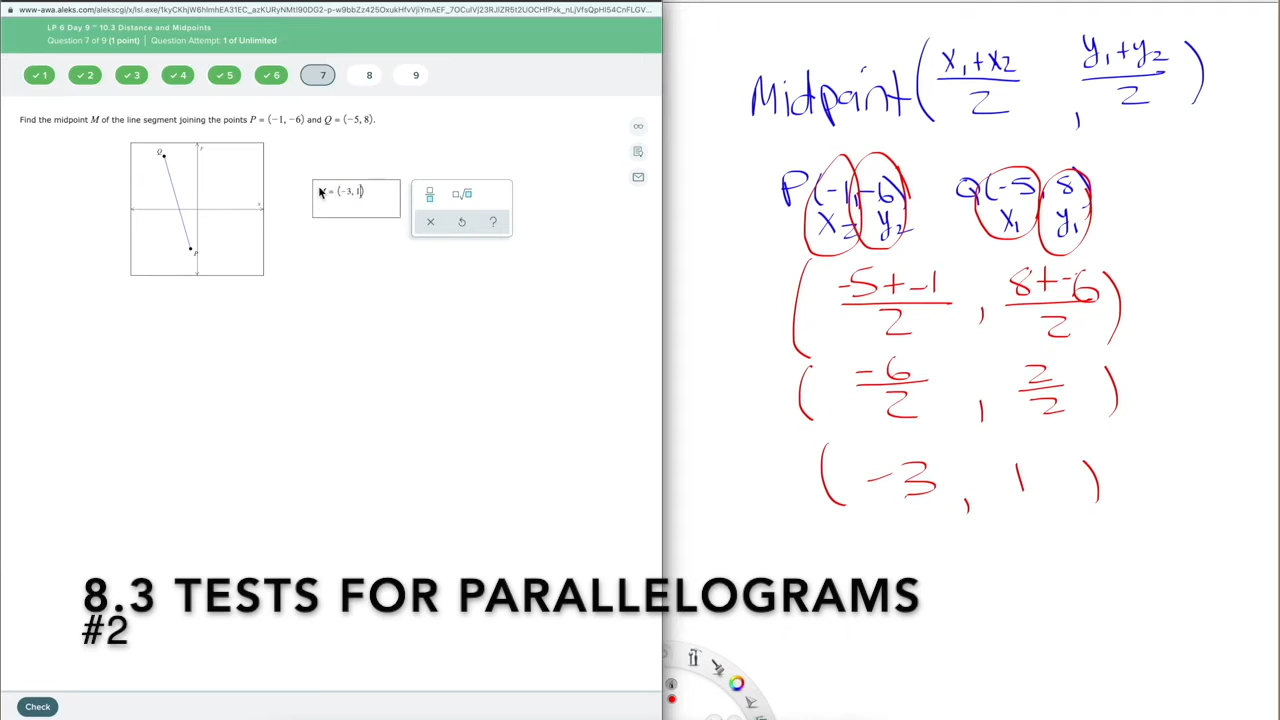 www-awa.aleks.com/alekscgi/x/Isl.exe/1kyCKhjW6hlmhEA31EC_azKURyNMtI90DG2-p-w9bbZz425OxukHfvVjiYmAEF_7OCulVj23RJlZR5t2UOCHfPxk_nLjVfsQpHI54CnFLGV...
LP 6 Day 9 ~ 10.3 Distance and Midpoints
Question 7 of 9 (1 point) | Question Attempt: 1 of Unlimited
✓ 1 ✓ 2 ✓ 3 ✓ 4 ✓ 5 ✓ 6 7 8 9
Find the midpoint M of the line segment joining the points P = (−1, −6) and Q = (−5, 8).
Q
y
x
P
= (−3, 1)
× ?
Midpoint ( x₁+x₂/2 , y₁+y₂/2 )
P(-1,-6) Q(-5,8)
x₂ y₂ x₁ y₁
( -5+-1/2 , 8+-6/2 )
( -6/2 , 2/2 )
( -3 , 1 )
8.3 TESTS FOR PARALLELOGRAMS
#2
Check